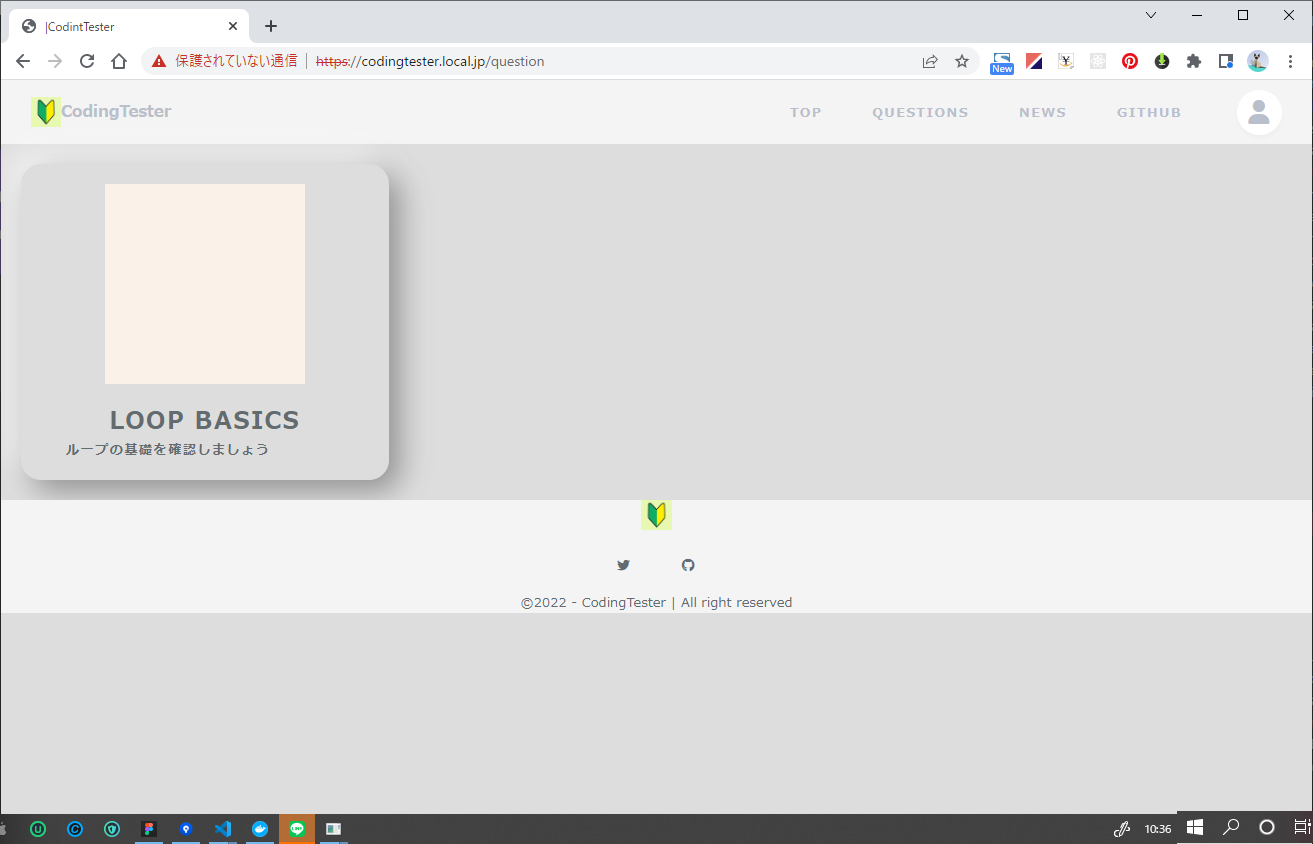 |CodintTester
保護されていない通信 | https://codingtester.local.jp/question
New
CodingTester
TOP QUESTIONS NEWS GITHUB
LOOP BASICS
ループの基礎を確認しましょう
©2022 - CodingTester | All right reserved
10:36